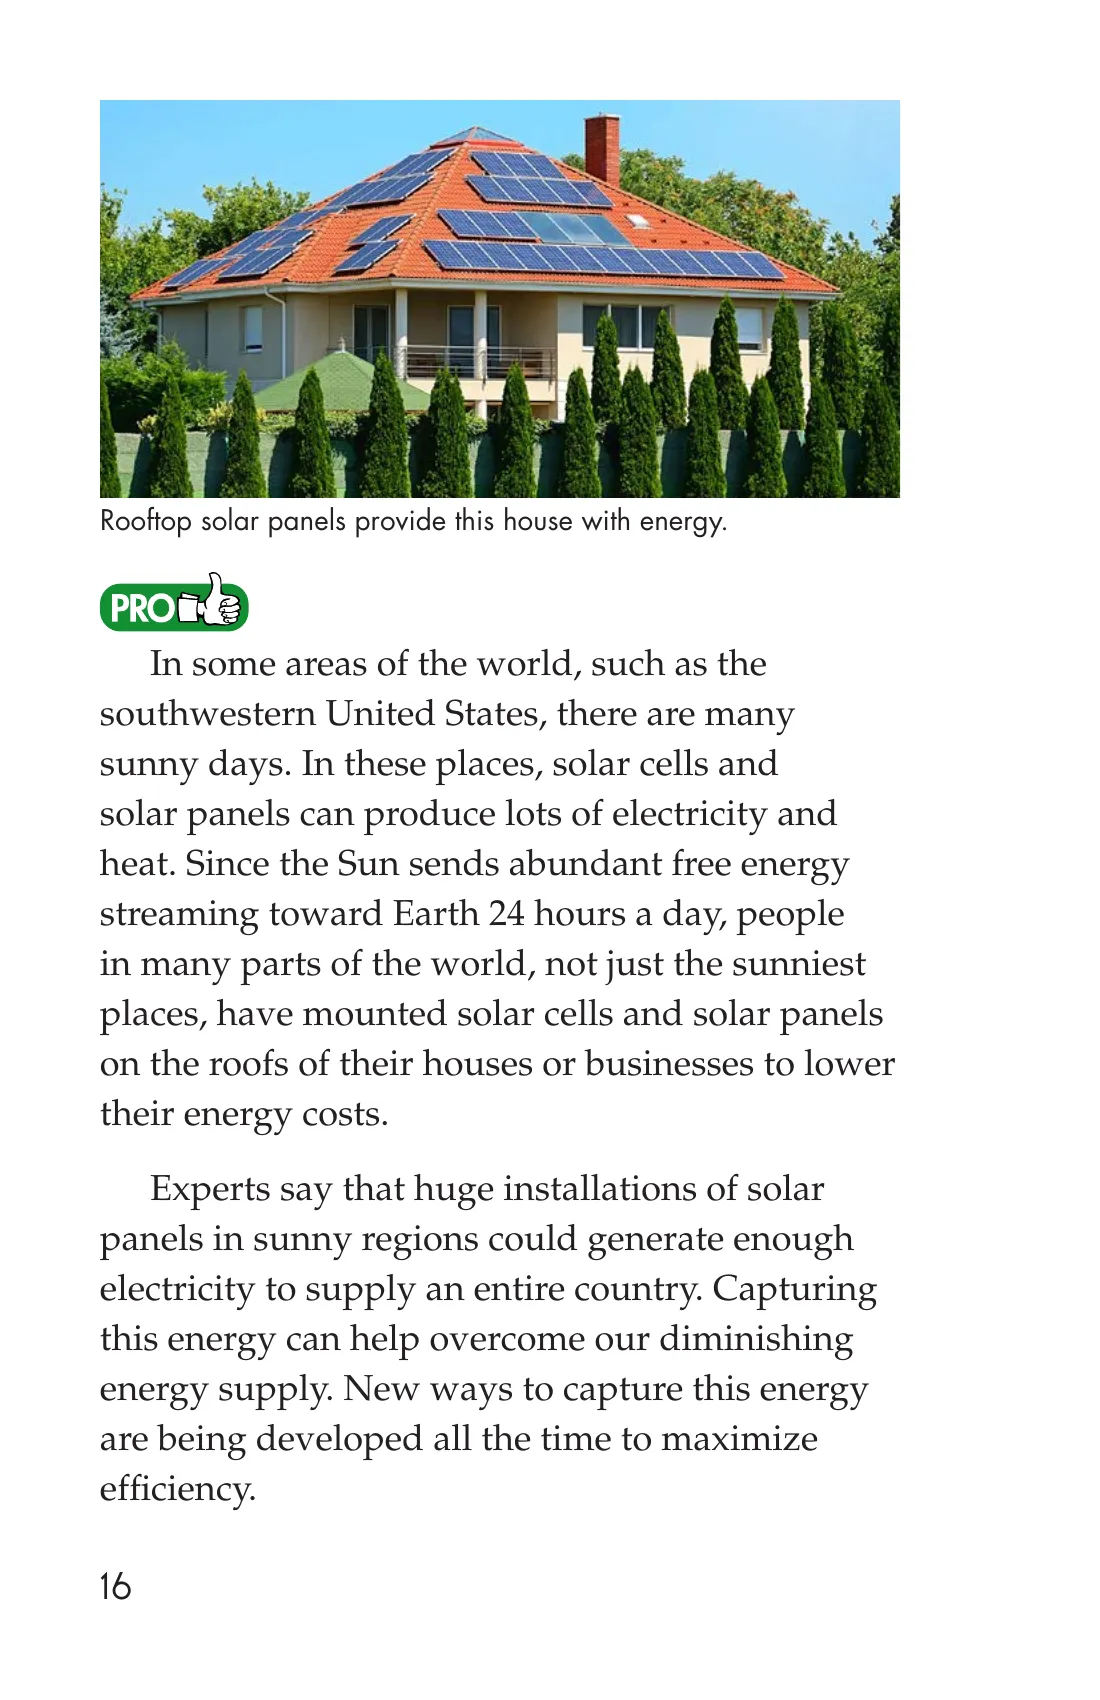 Rooftop solar panels provide this house with energy.
PRO
In some areas of the world, such as the
southwestern United States, there are many
sunny days. In these places, solar cells and
solar panels can produce lots of electricity and
heat. Since the Sun sends abundant free energy
streaming toward Earth 24 hours a day, people
in many parts of the world, not just the sunniest
places, have mounted solar cells and solar panels
on the roofs of their houses or businesses to lower
their energy costs.
Experts say that huge installations of solar
panels in sunny regions could generate enough
electricity to supply an entire country. Capturing
this energy can help overcome our diminishing
energy supply. New ways to capture this energy
are being developed all the time to maximize
efficiency.
16